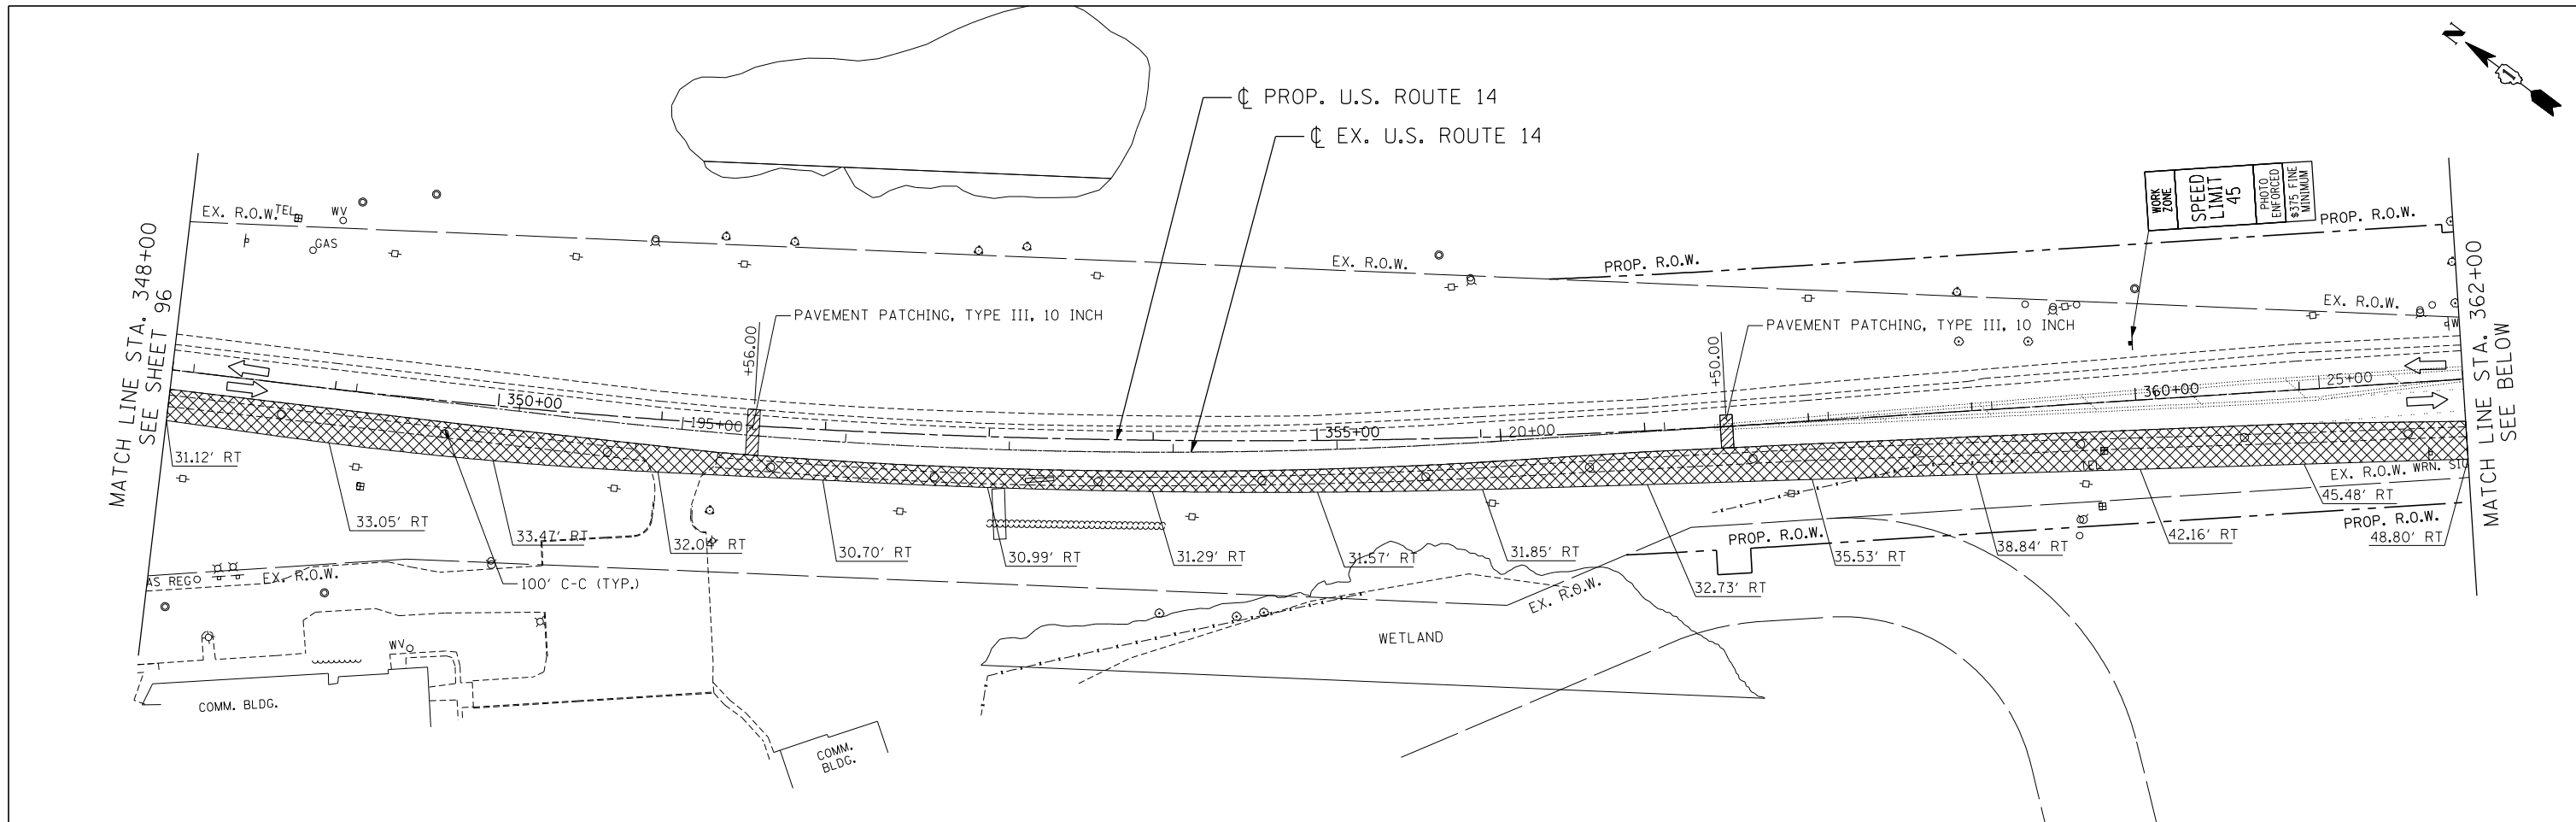 N
1
℄ PROP. U.S. ROUTE 14
℄ EX. U.S. ROUTE 14
WORK
ZONE
SPEED
LIMIT
45
PHOTO
ENFORCED
$375 FINE
MINIMUM
PROP. R.O.W.
EX. R.O.W.
TEL
WV
GAS
EX. R.O.W.
PROP. R.O.W.
EX. R.O.W.
W
MATCH LINE STA. 348+00
SEE SHEET 96
MATCH LINE STA. 362+00
SEE BELOW
PAVEMENT PATCHING, TYPE III, 10 INCH
+56.00
PAVEMENT PATCHING, TYPE III, 10 INCH
+50.00
350+00
195+00
355+00
20+00
360+00
25+00
TEL
EX. R.O.W.
WRN. SIG
31.12' RT
33.05' RT
33.47' RT
32.04' RT
30.70' RT
30.99' RT
31.29' RT
31.57' RT
31.85' RT
32.73' RT
35.53' RT
38.84' RT
42.16' RT
45.48' RT
48.80' RT
PROP. R.O.W.
PROP. R.O.W.
EX. R.O.W.
AS REG
EX. R.O.W.
100' C-C (TYP.)
WETLAND
WV
COMM. BLDG.
COMM.
BLDG.